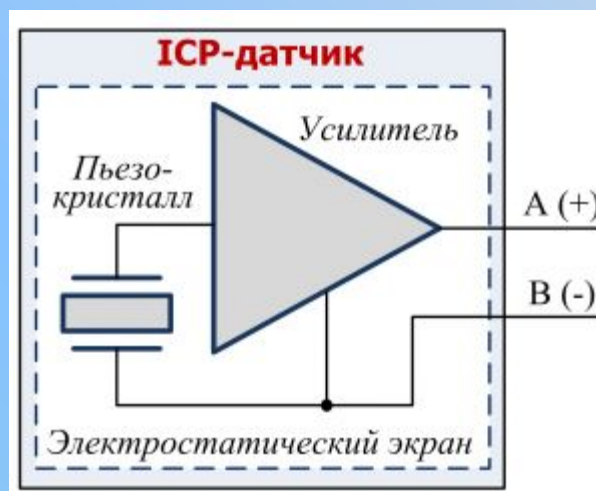 ICP-датчик
Усилитель
Пьезо-
кристалл
А (+)
В (-)
Электростатический экран